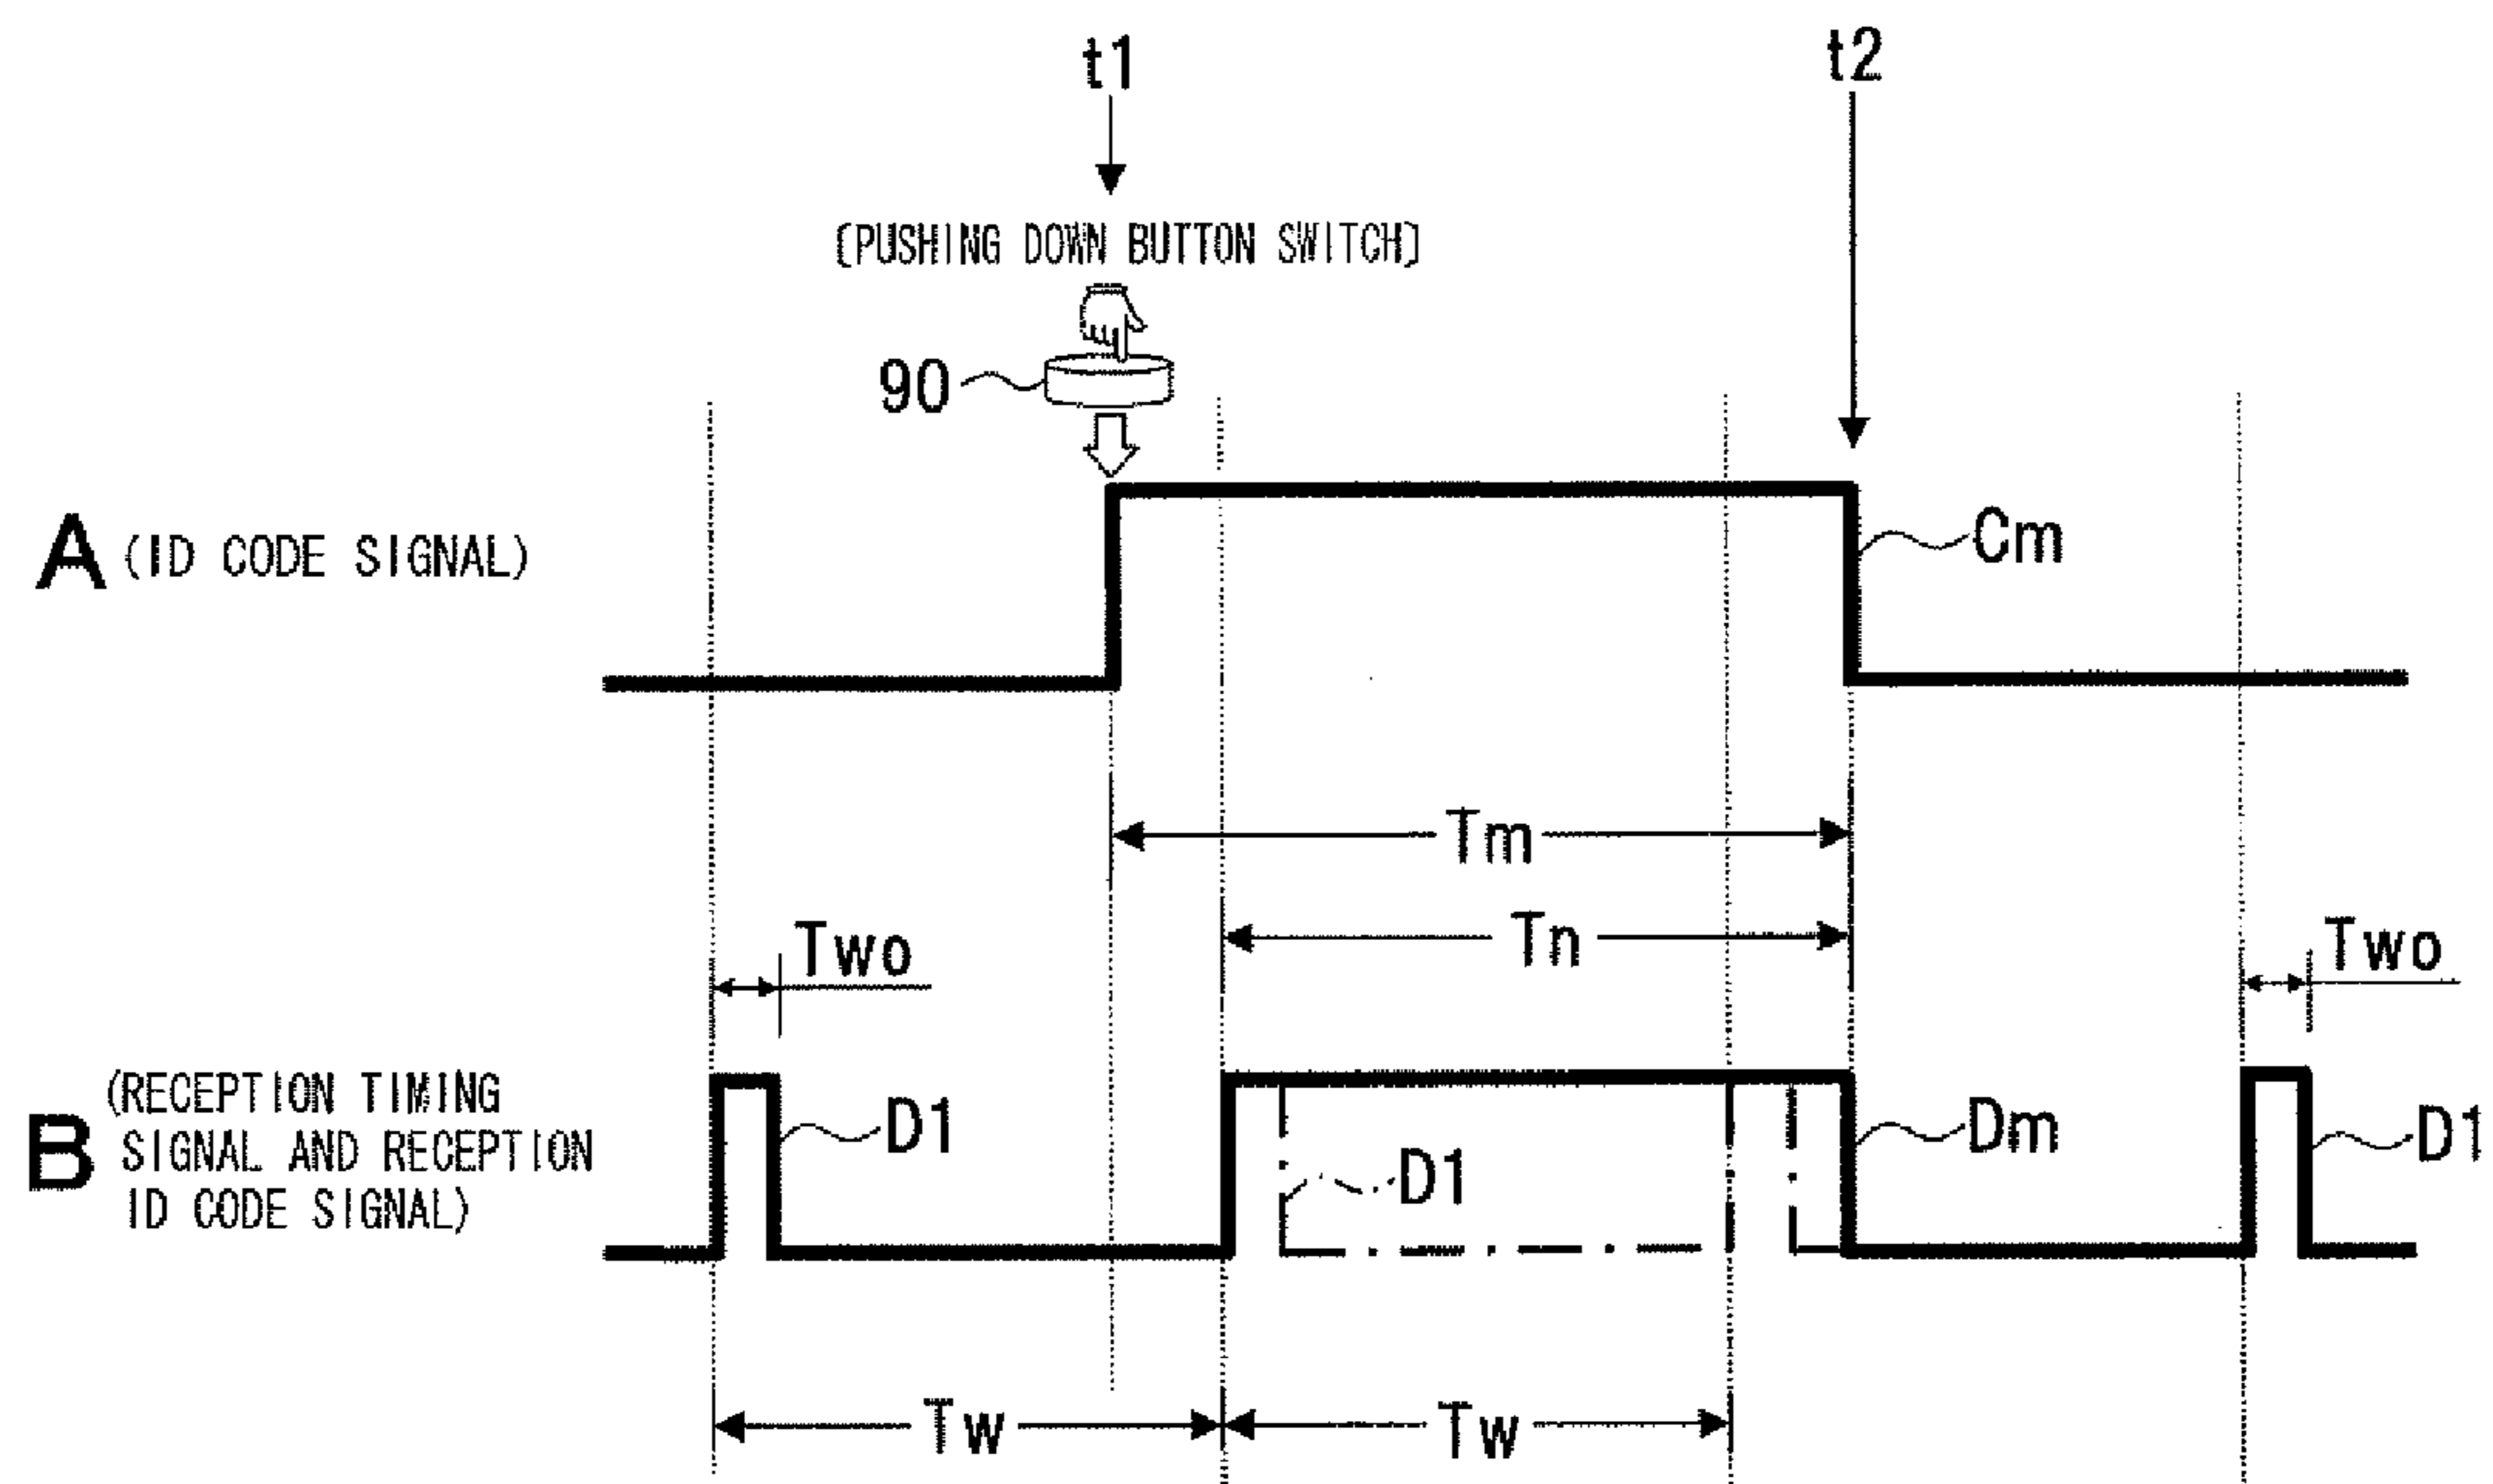 t1
t2
(PUSHING DOWN BUTTON SWITCH)
90
A (ID CODE SIGNAL)
Cm
Tm
Tn
Two
Two
B (RECEPTION TIMING
SIGNAL AND RECEPTION
ID CODE SIGNAL)
D1
D1
Dm
D1
Tw
Tw